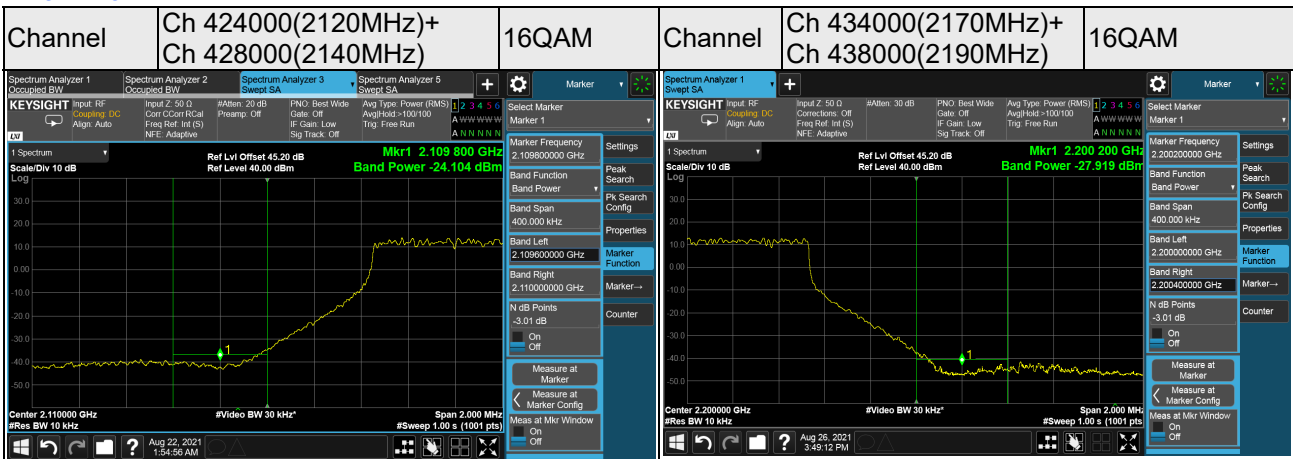 Channel
Ch 424000(2120MHz)+
Ch 428000(2140MHz)
16QAM
Channel
Ch 434000(2170MHz)+
Ch 438000(2190MHz)
16QAM
Spectrum Analyzer 1
Occupied BW
Spectrum Analyzer 2
Occupied BW
Spectrum Analyzer 3
Swept SA
Spectrum Analyzer 5
Swept SA
+
Marker
KEYSIGHT
Input: RF
Coupling: DC
Align: Auto
Input Z: 50 Ω
Corr CCorr RCal
Freq Ref: Int (S)
NFE: Adaptive
#Atten: 20 dB
Preamp: Off
PNO: Best Wide
Gate: Off
IF Gain: Low
Sig Track: Off
Avg Type: Power (RMS)
Avg|Hold:>100/100
Trig: Free Run
1 2 3 4 5 6
A W W W W W
A N N N N N
LXI
1 Spectrum
Scale/Div 10 dB
Log
Ref Lvl Offset 45.20 dB
Ref Level 40.00 dBm
Mkr1 2.109 800 GHz
Band Power -24.104 dBm
30.0
20.0
10.0
0.00
-10.0
-20.0
-30.0
-40.0
-50.0
1
Center 2.110000 GHz
#Res BW 10 kHz
#Video BW 30 kHz*
Span 2.000 MHz
#Sweep 1.00 s (1001 pts)
Select Marker
Marker 1
Marker Frequency
2.109800000 GHz
Band Function
Band Power
Band Span
400.000 kHz
Band Left
2.109600000 GHz
Band Right
2.110000000 GHz
N dB Points
-3.01 dB
On
Off
Measure at
Marker
Measure at
Marker Config
Meas at Mkr Window
On
Off
Settings
Peak
Search
Pk Search
Config
Properties
Marker
Function
Marker→
Counter
?
Aug 22, 2021
1:54:56 AM
Spectrum Analyzer 1
Swept SA
+
Marker
KEYSIGHT
Input: RF
Coupling: DC
Align: Auto
Input Z: 50 Ω
Corrections: Off
Freq Ref: Int (S)
NFE: Adaptive
#Atten: 30 dB
PNO: Best Wide
Gate: Off
IF Gain: Low
Sig Track: Off
Avg Type: Power (RMS)
Avg|Hold:>100/100
Trig: Free Run
1 2 3 4 5 6
A W W W W W
A N N N N N
LXI
1 Spectrum
Scale/Div 10 dB
Log
Ref Lvl Offset 45.20 dB
Ref Level 40.00 dBm
Mkr1 2.200 200 GHz
Band Power -27.919 dBm
30.0
20.0
10.0
0.00
-10.0
-20.0
-30.0
-40.0
-50.0
1
Center 2.200000 GHz
#Res BW 10 kHz
#Video BW 30 kHz*
Span 2.000 MHz
#Sweep 1.00 s (1001 pts)
Select Marker
Marker 1
Marker Frequency
2.200200000 GHz
Band Function
Band Power
Band Span
400.000 kHz
Band Left
2.200000000 GHz
Band Right
2.200400000 GHz
N dB Points
-3.01 dB
On
Off
Measure at
Marker
Measure at
Marker Config
Meas at Mkr Window
On
Off
Settings
Peak
Search
Pk Search
Config
Properties
Marker
Function
Marker→
Counter
?
Aug 26, 2021
3:49:12 PM